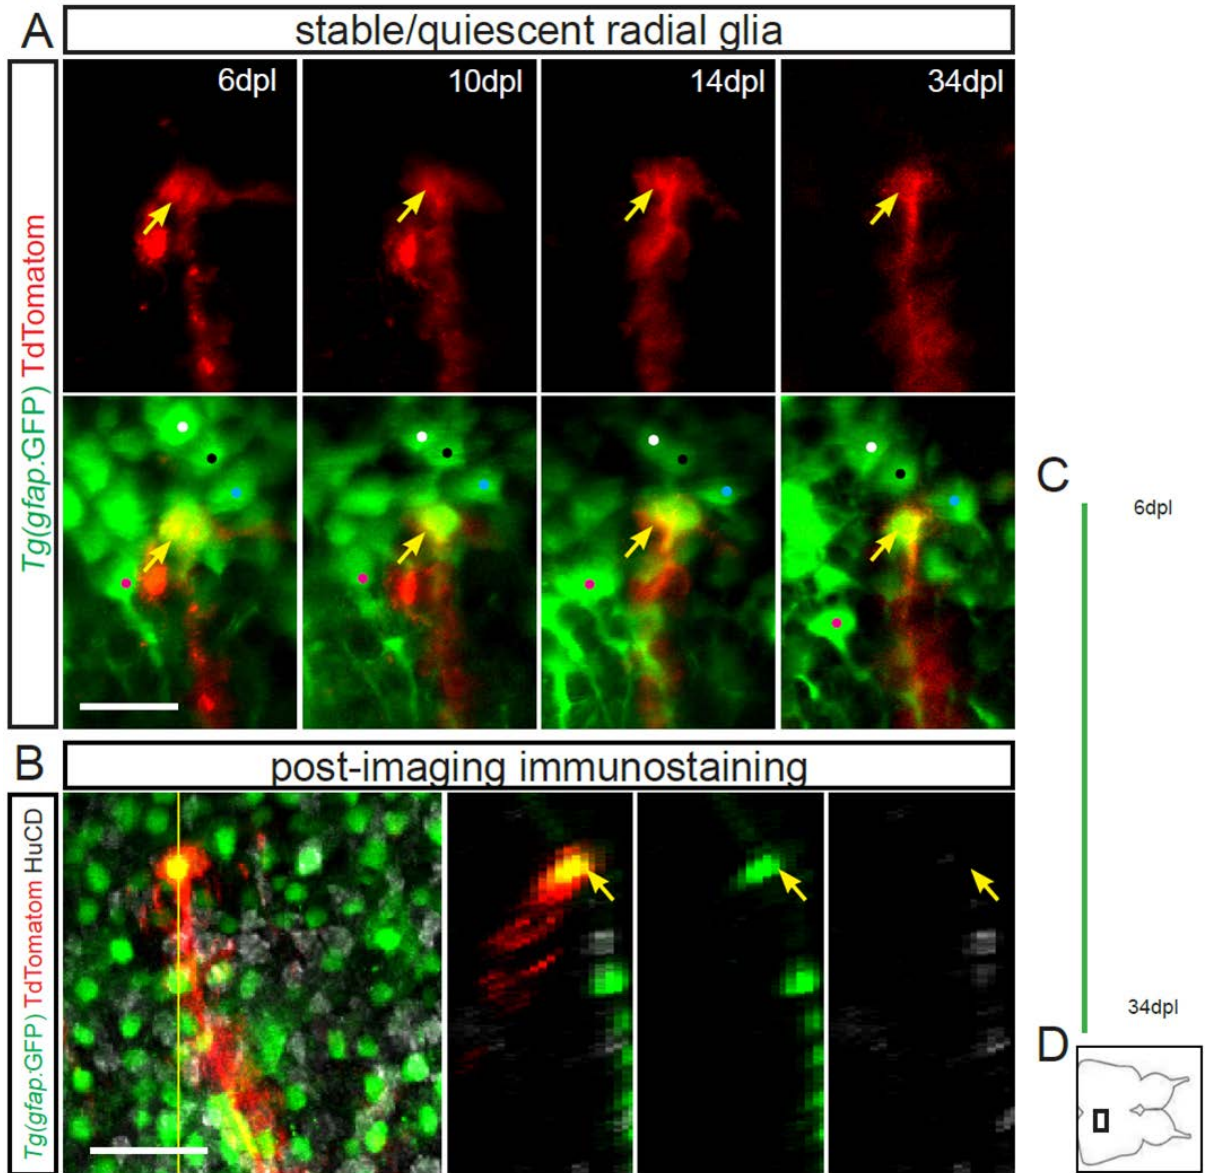 A
stable/quiescent radial glia
Tg(gfap:GFP) TdTomatom
6dpl
10dpl
14dpl
34dpl
B
post-imaging immunostaining
Tg(gfap:GFP) TdTomatom HuCD
C
6dpl
34dpl
D